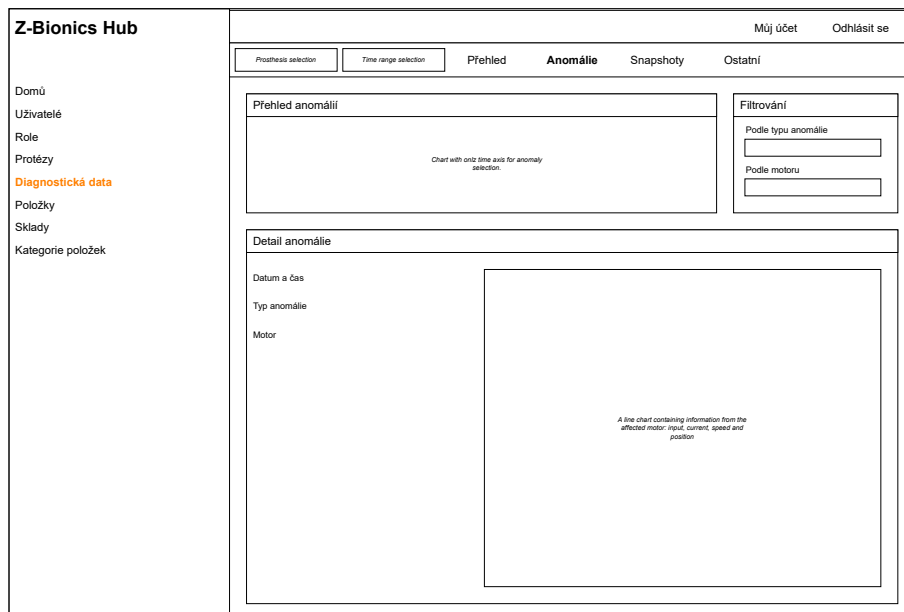 Z-Bionics Hub
Můj účet
Odhlásit se
Prosthesis selection
Time range selection
Přehled
Anomálie
Snapshoty
Ostatní
Domů
Uživatelé
Role
Protézy
Diagnostická data
Položky
Sklady
Kategorie položek
Přehled anomálií
Chart with onlz time axis for anomaly
selection.
Filtrování
Podle typu anomálie
Podle motoru
Detail anomálie
Datum a čas
Typ anomálie
Motor
A line chart containing information from the
affected motor: input, current, speed and
position